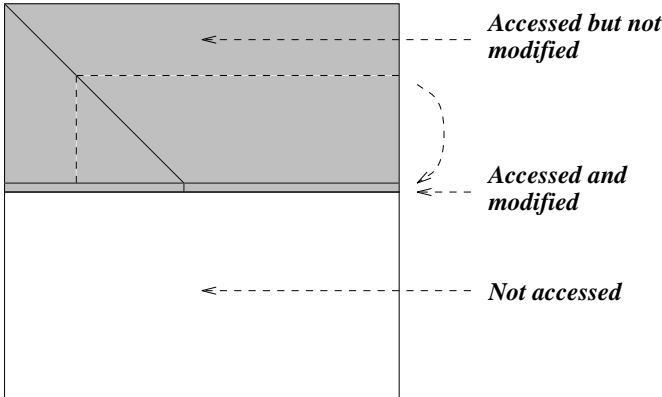 Accessed but not
modified
Accessed and
modified
Not accessed